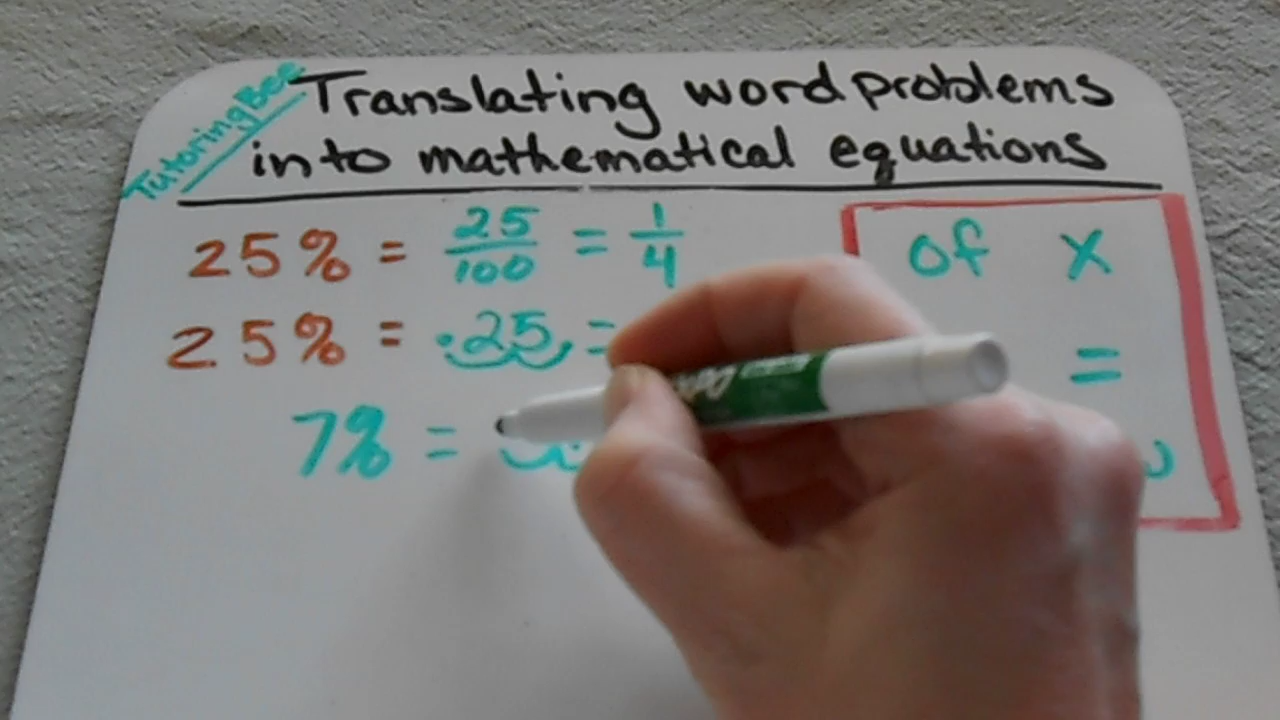 TutoringBee
Translating word problems
into mathematical equations
25% = 25/100 = 1/4
25% = .25 =
7% =
of x
=